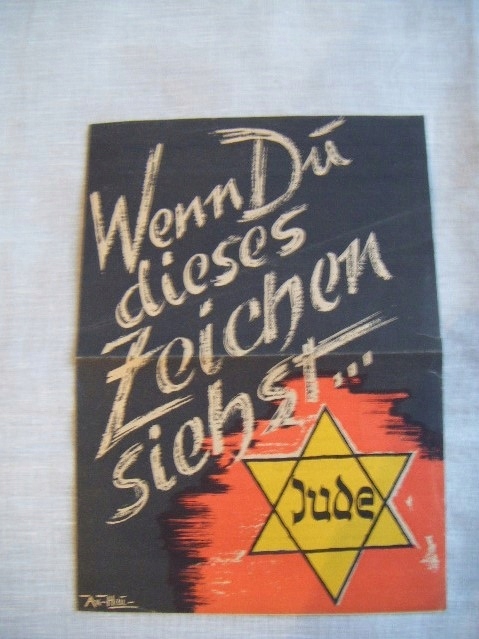 Wenn Du
dieses
Zeichen
siehst...
Jude